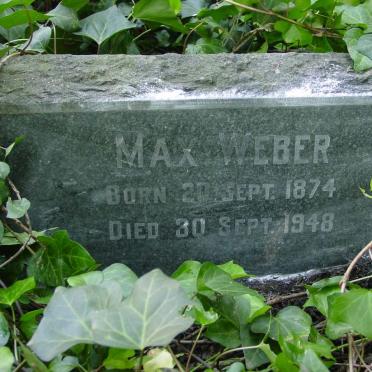 MAX WEBER
BORN 20 SEPT. 1874
DIED 30 SEPT. 1948